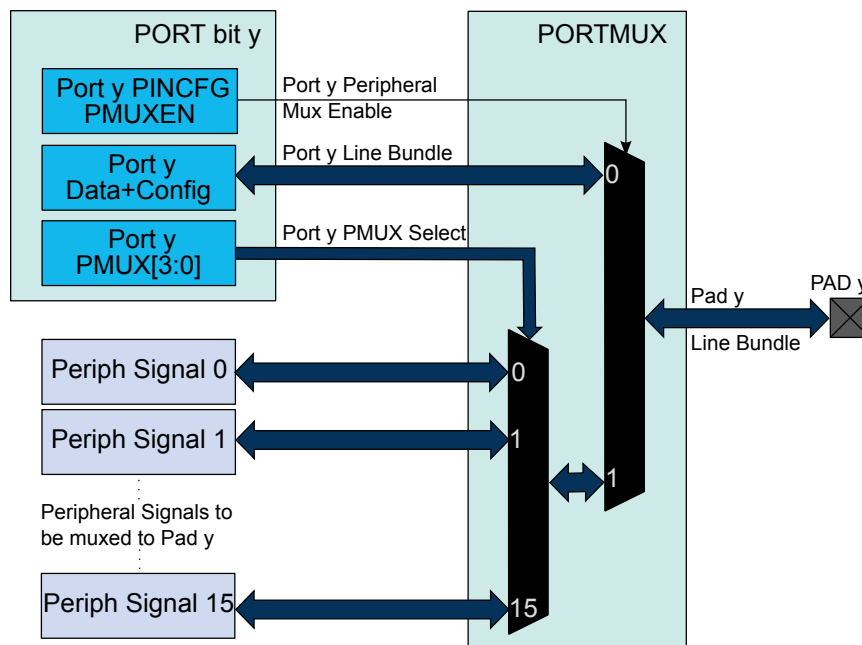 PORT bit y
PORTMUX
Port y PINCFG
PMUXEN
Port y Peripheral
Mux Enable
Port y
Data+Config
Port y Line Bundle
0
Port y
PMUX[3:0]
Port y PMUX Select
Pad y
Line Bundle
PAD y
Periph Signal 0
0
Periph Signal 1
1
1
Peripheral Signals to
be muxed to Pad y
Periph Signal 15
15